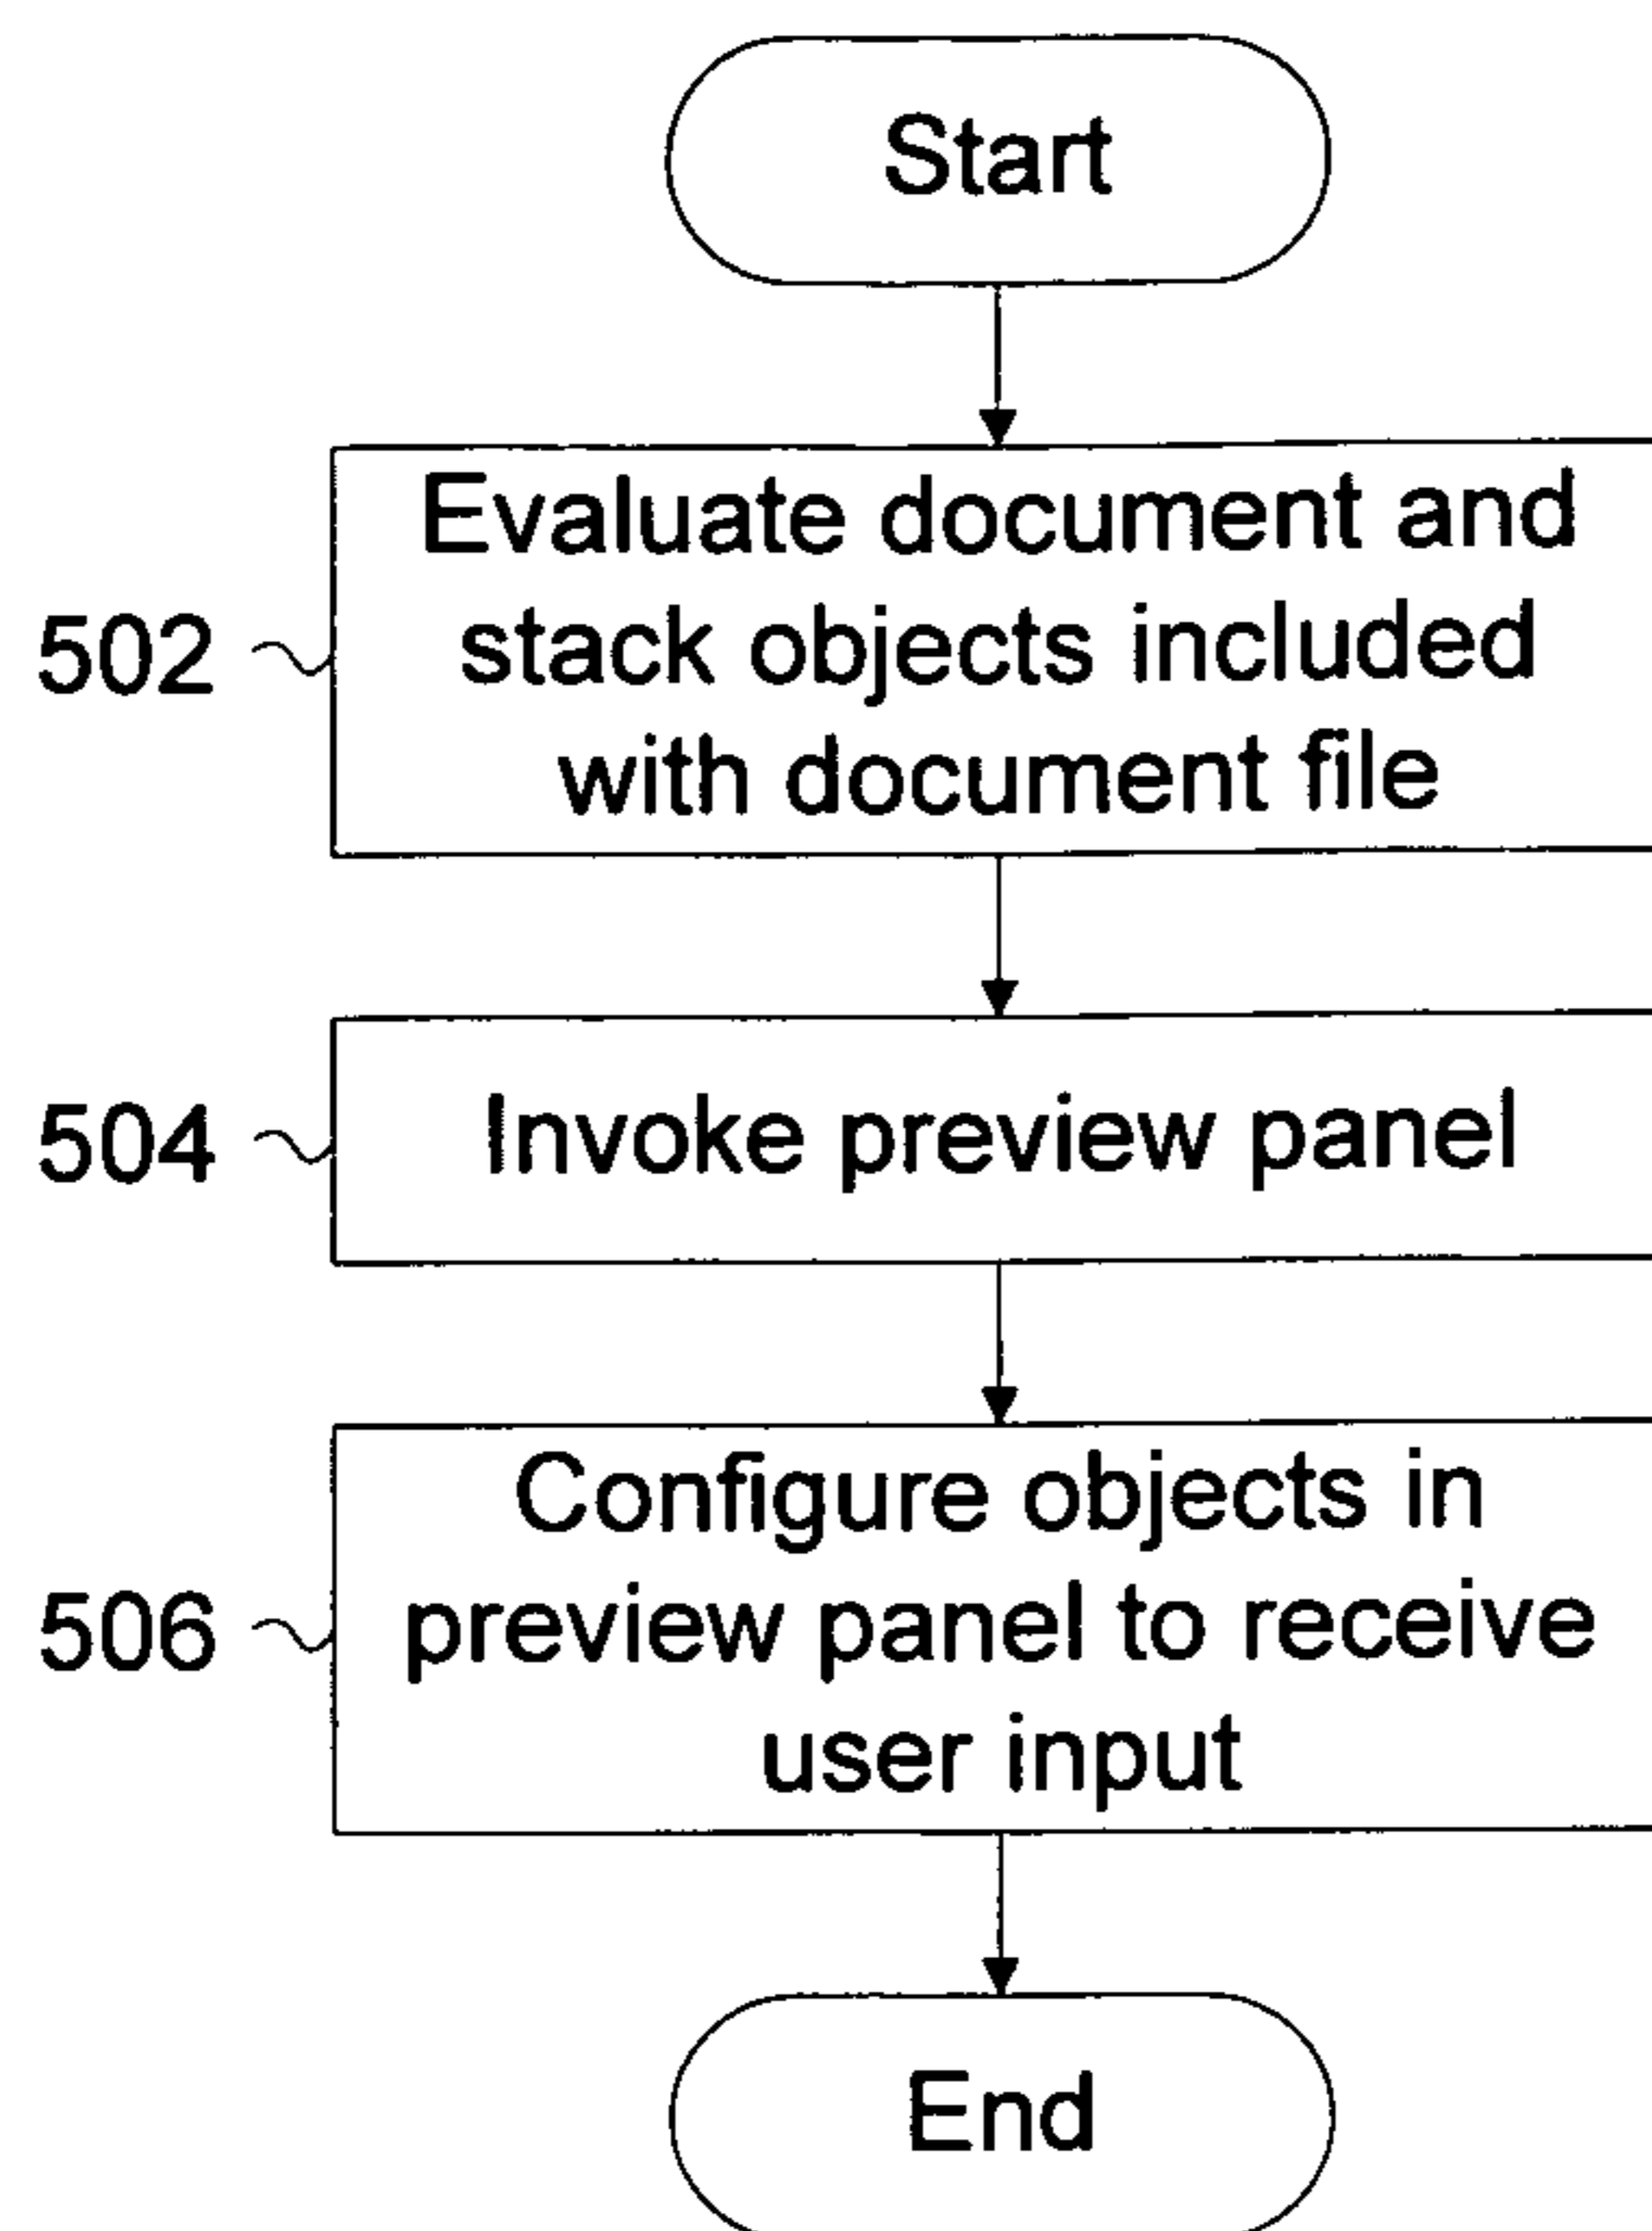 Start
Evaluate document and
502
stack objects included
with document file
504
Invoke preview panel
Configure objects in
506
preview panel to receive
user input
End